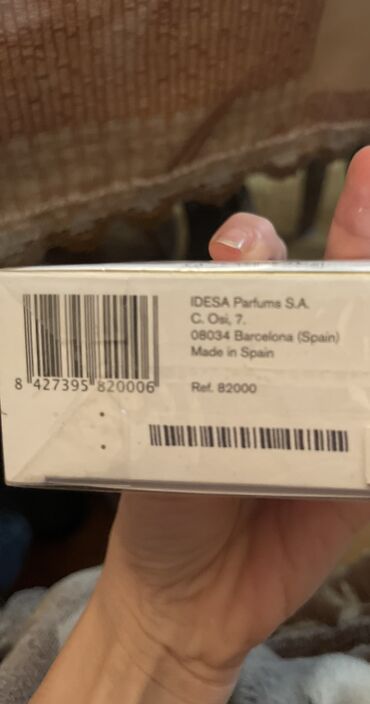 IDESA Parfums S.A.
C. Osi, 7.
08034 Barcelona (Spain)
Made in Spain
Ref. 82000
8 427395 820006